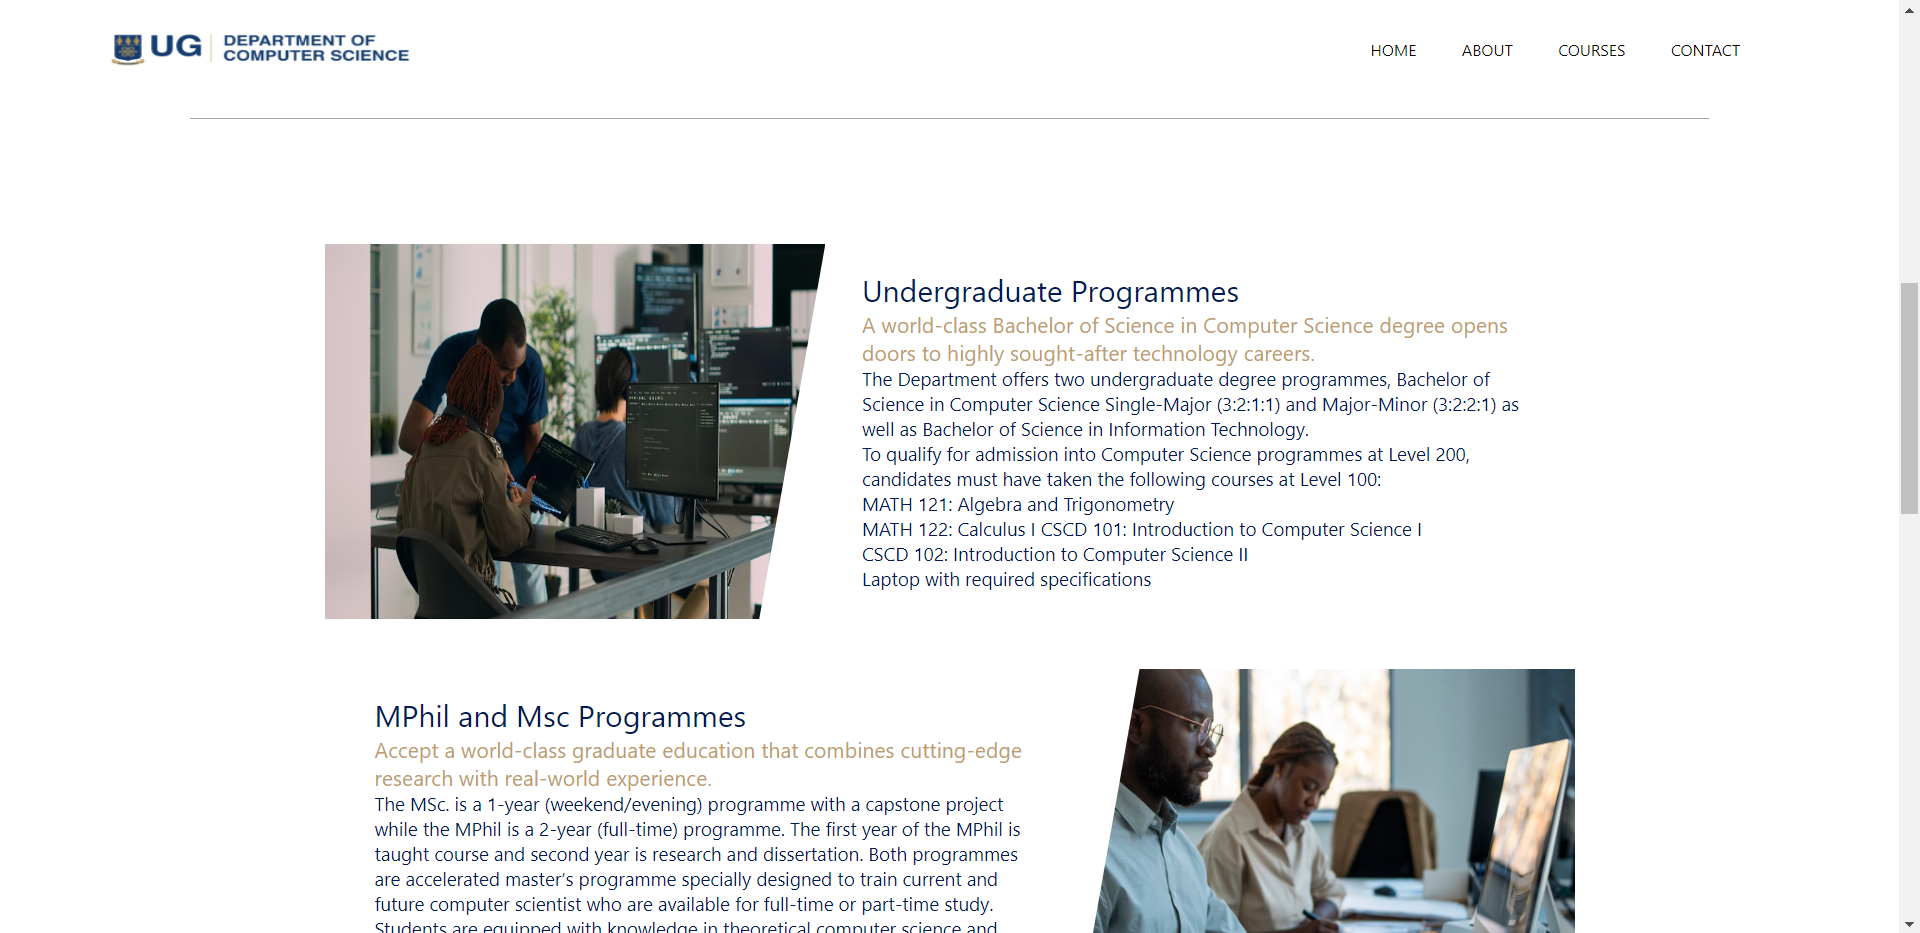 UG DEPARTMENT OF
COMPUTER SCIENCE
HOME ABOUT COURSES CONTACT
Undergraduate Programmes
A world-class Bachelor of Science in Computer Science degree opens
doors to highly sought-after technology careers.
The Department offers two undergraduate degree programmes, Bachelor of
Science in Computer Science Single-Major (3:2:1:1) and Major-Minor (3:2:2:1) as
well as Bachelor of Science in Information Technology.
To qualify for admission into Computer Science programmes at Level 200,
candidates must have taken the following courses at Level 100:
MATH 121: Algebra and Trigonometry
MATH 122: Calculus I CSCD 101: Introduction to Computer Science I
CSCD 102: Introduction to Computer Science II
Laptop with required specifications
MPhil and Msc Programmes
Accept a world-class graduate education that combines cutting-edge
research with real-world experience.
The MSc. is a 1-year (weekend/evening) programme with a capstone project
while the MPhil is a 2-year (full-time) programme. The first year of the MPhil is
taught course and second year is research and dissertation. Both programmes
are accelerated master's programme specially designed to train current and
future computer scientist who are available for full-time or part-time study.
Students are equipped with knowledge in theoretical computer science and